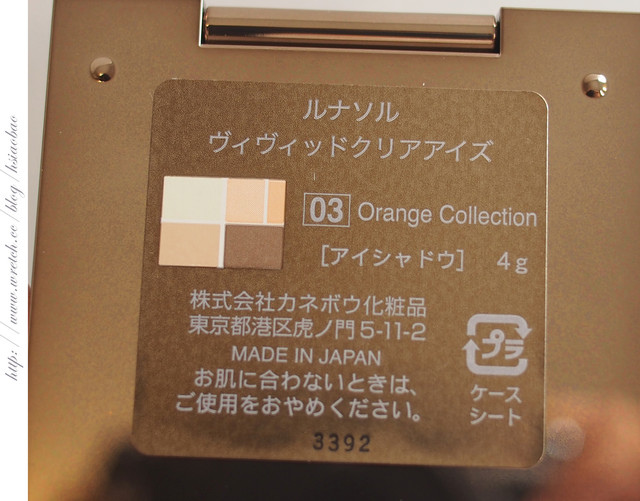 ルナソル
ヴィヴィッドクリアアイズ
03 Orange Collection
[アイシャドウ] 4g
株式会社カネボウ化粧品
東京都港区虎ノ門5-11-2
MADE IN JAPAN
お肌に合わないときは、
ご使用をおやめください。
プラ
ケース
シート
3392
http://www.wretch.cc/blog/hsiaobao